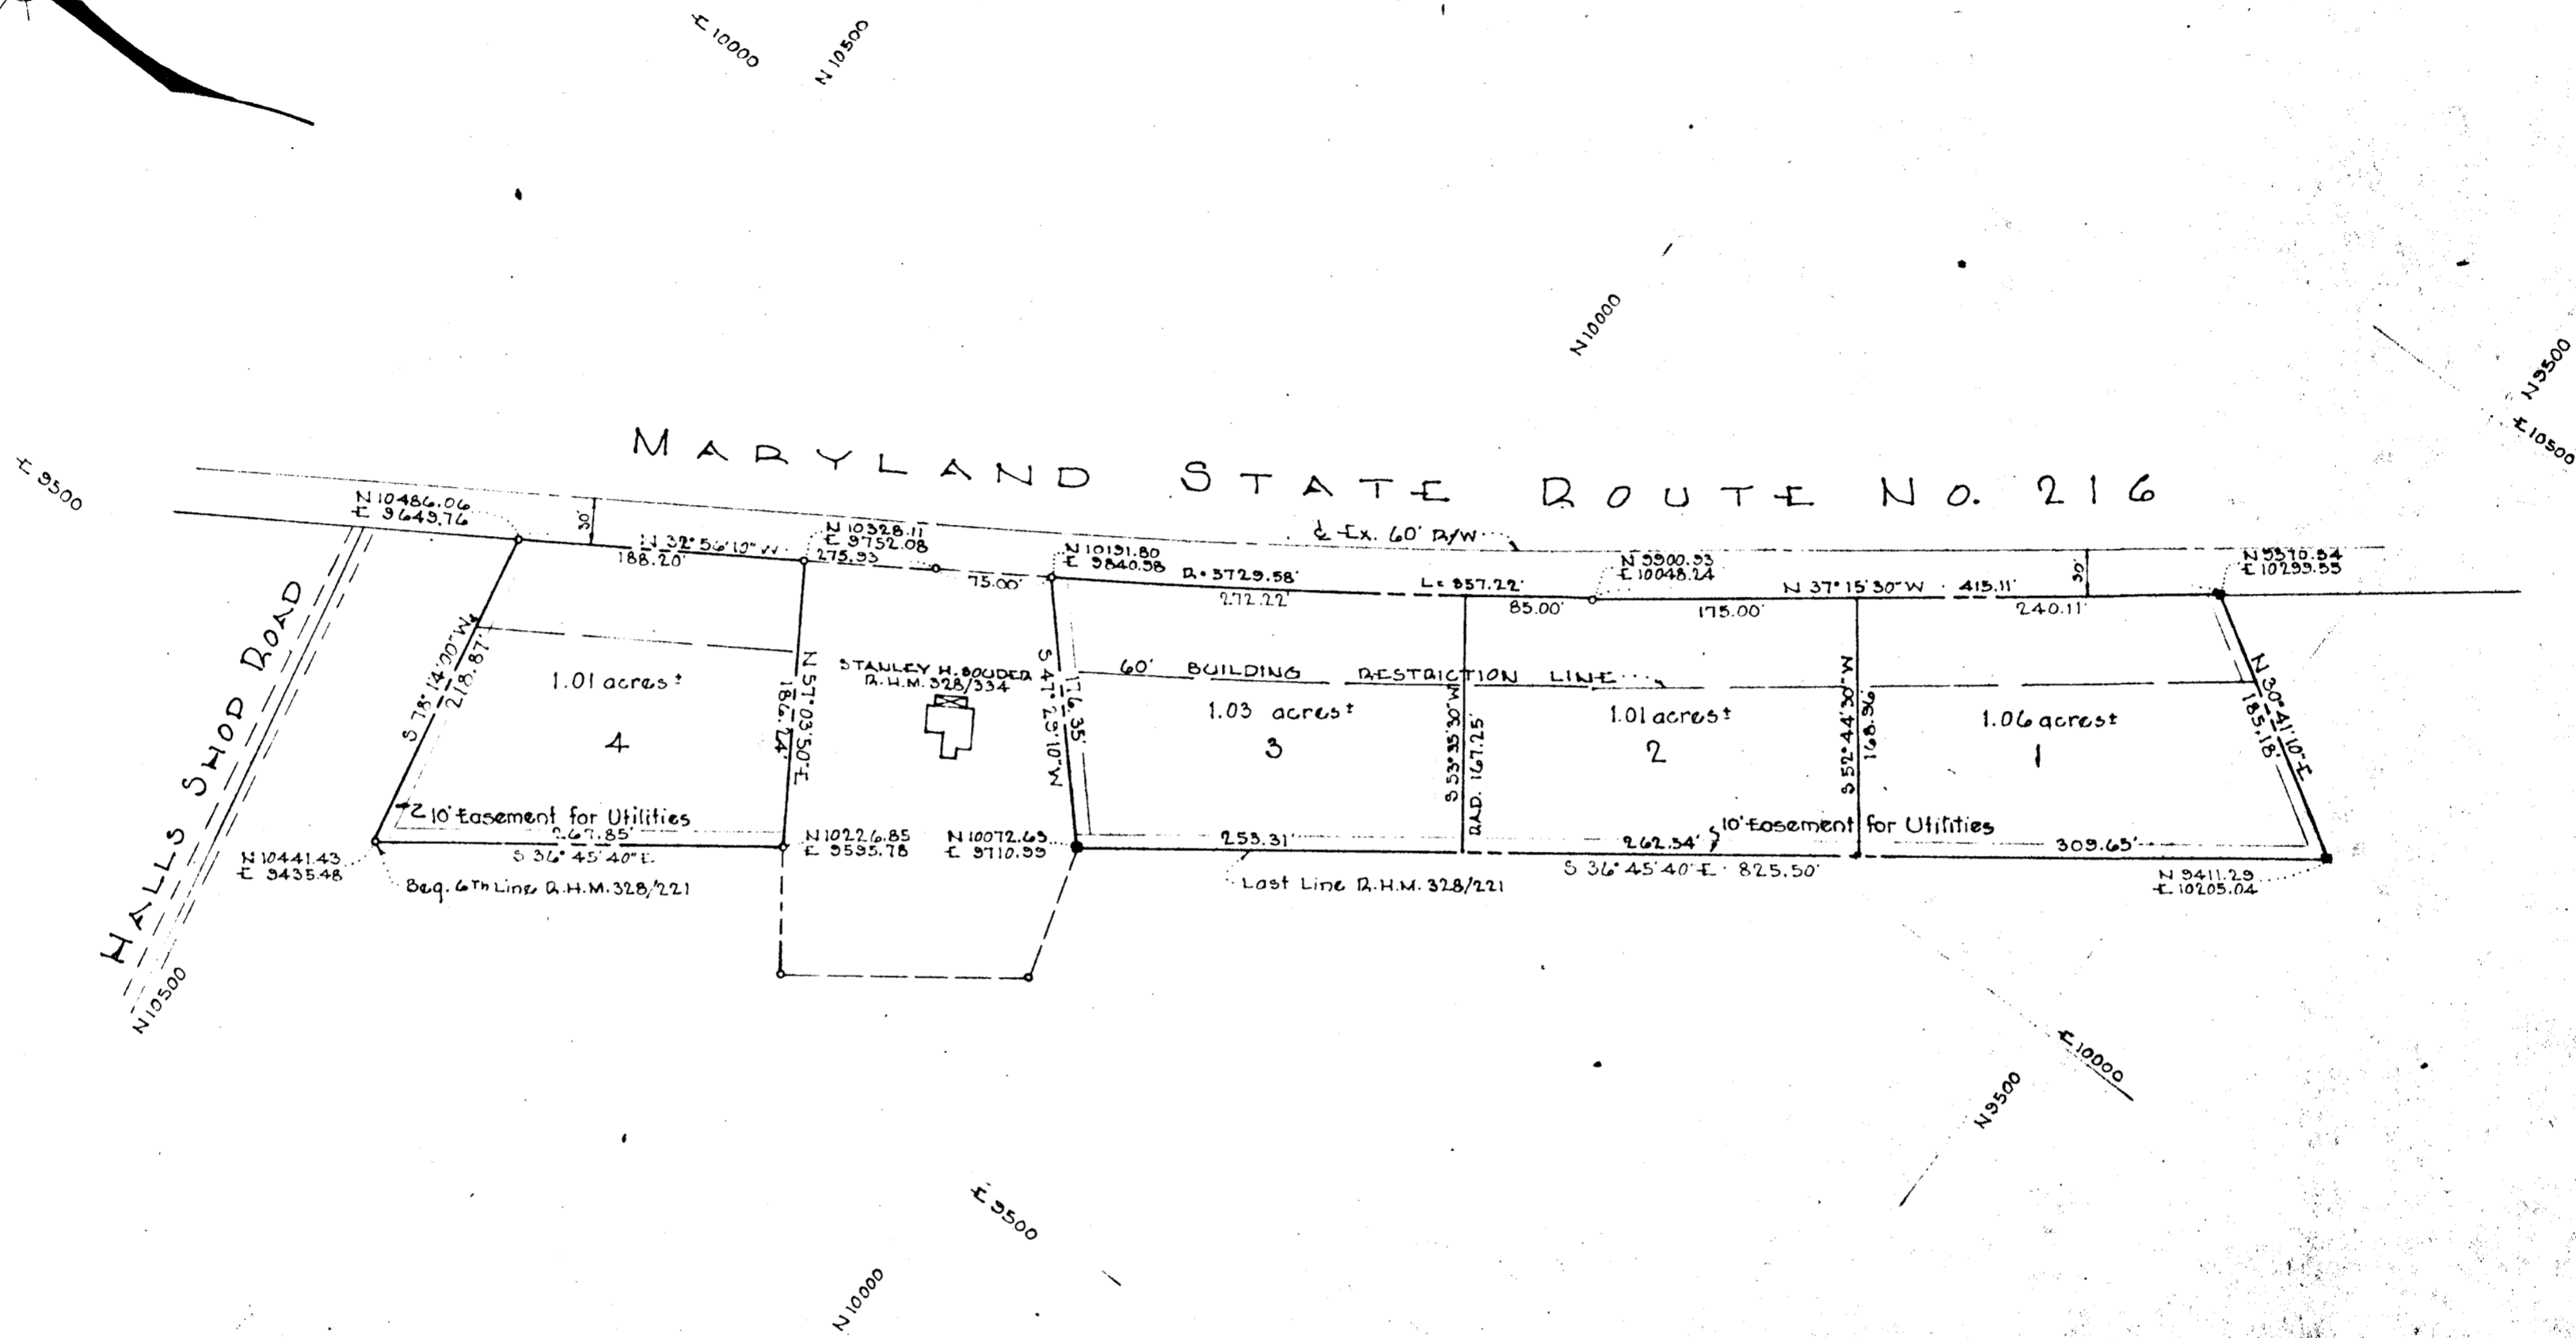 E 10000
N 10500
N 10000
N 9500
E 10500
E 9500
MARYLAND STATE ROUTE No. 216
N 10486.06
E 9649.76
30'
N 32° 56' 10" W
188.20'
275.93
N 10328.11
E 9752.08
75.00'
N 10191.80
E 9840.98
R=3729.58'
L=357.22'
272.22'
85.00'
℄ Ex. 60' R/W
N 9900.93
E 10048.24
N 37° 15' 30" W 415.11'
175.00'
240.11'
30'
N 9570.54
E 10299.55
HALLS SHOP ROAD
N 10500
S 78° 14' 00" W
218.87'
1.01 acres±
4
10' Easement for Utilities
267.85'
S 36° 45' 40" E
N 57° 03' 50" E
186.24'
STANLEY H. BOUDER
R.H.M. 328/334
S 47° 29' 10" W
176.35'
60' BUILDING RESTRICTION LINE
1.03 acres±
3
S 53° 35' 30" W
RAD. 167.25'
1.01 acres±
2
S 52° 44' 30" W
168.96'
1.06 acres±
1
N 30° 41' 10" E
185.18'
N 10441.43
E 9435.48
Beg. 6Th Line R.H.M. 328/221
N 10226.85
E 9595.78
N 10072.63
E 9710.99
253.31'
Last Line R.H.M. 328/221
262.54'
10' Easement for Utilities
S 36° 45' 40" E 825.50'
309.65'
N 9411.29
E 10205.04
E 10000
N 9500
E 9500
N 10000